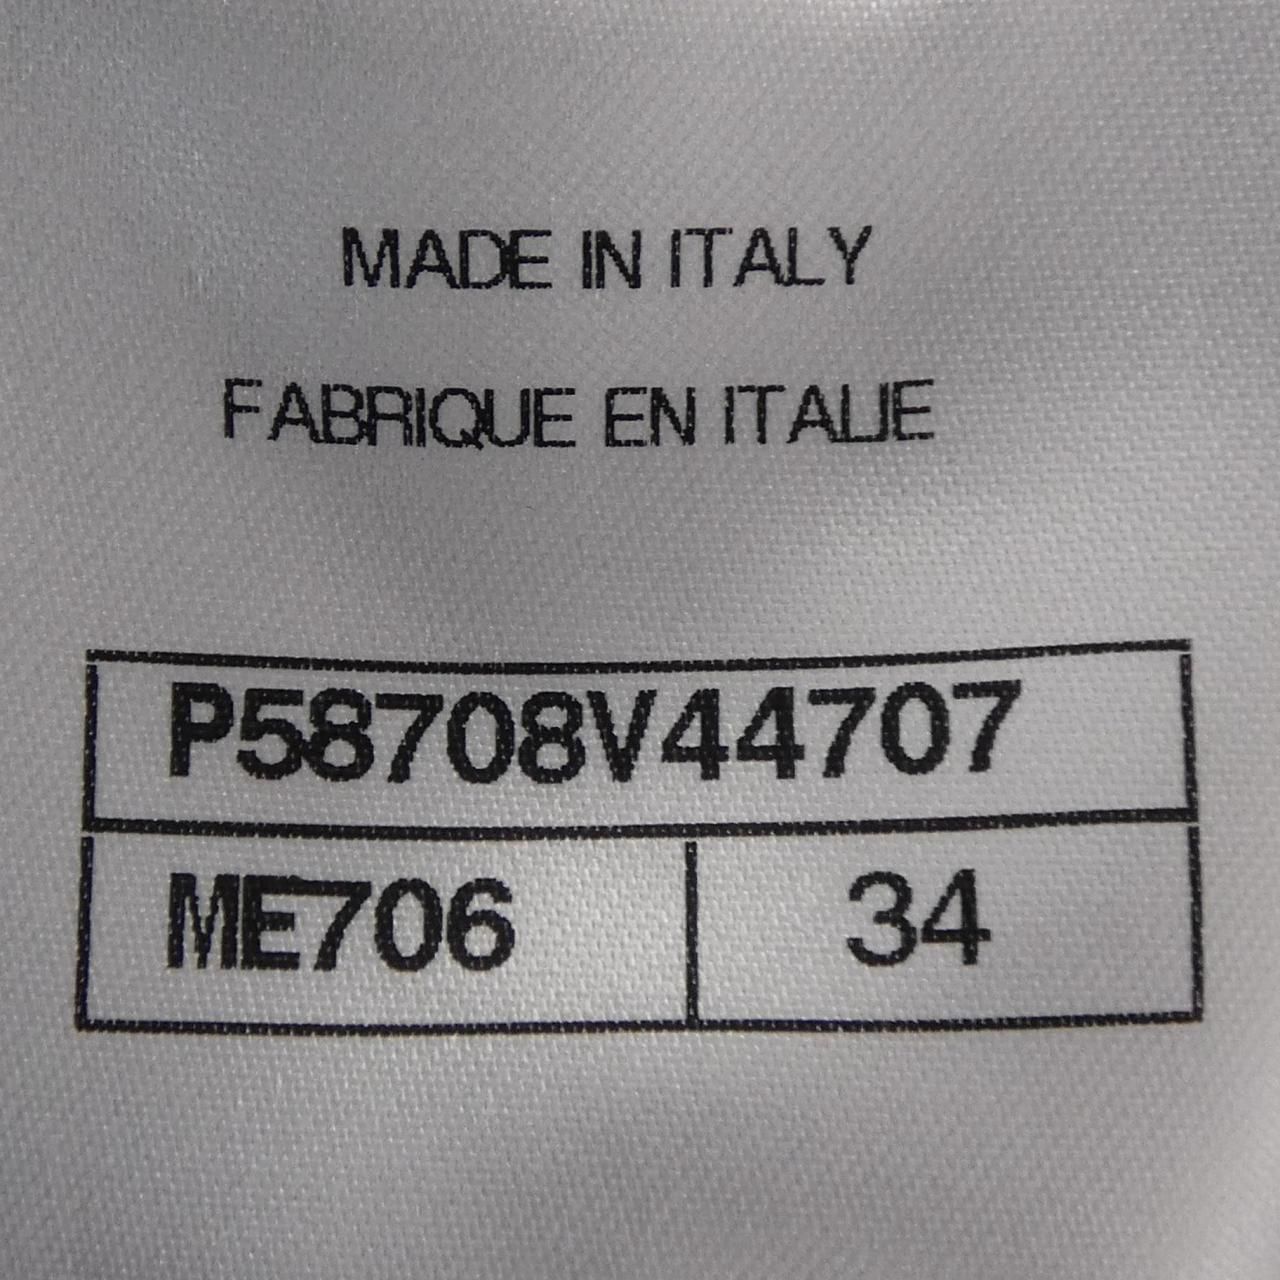 MADE IN ITALY
FABRIQUE EN ITALIE
P58708V44707
ME706 34